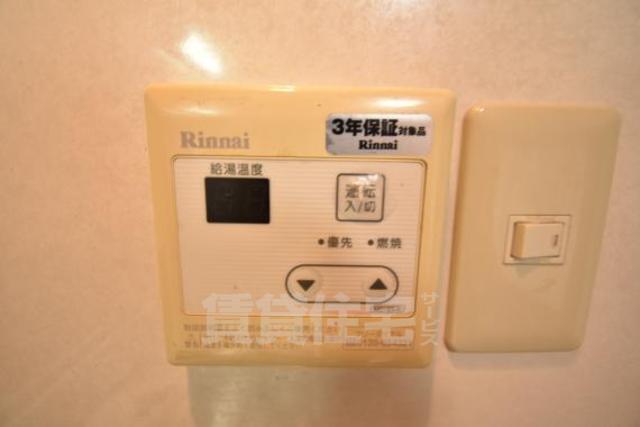 Rinnai
3年保証対象品
Rinnai
給湯温度
運転
入/切
優先 燃焼
賃貸住宅サービス